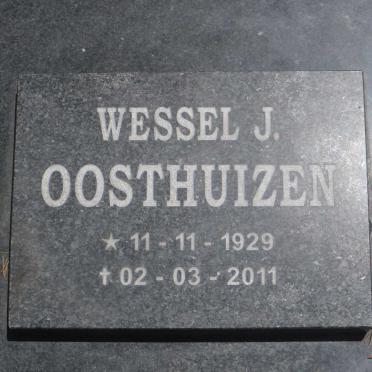 WESSEL J.
OOSTHUIZEN
★ 11 - 11 - 1929
✝ 02 - 03 - 2011